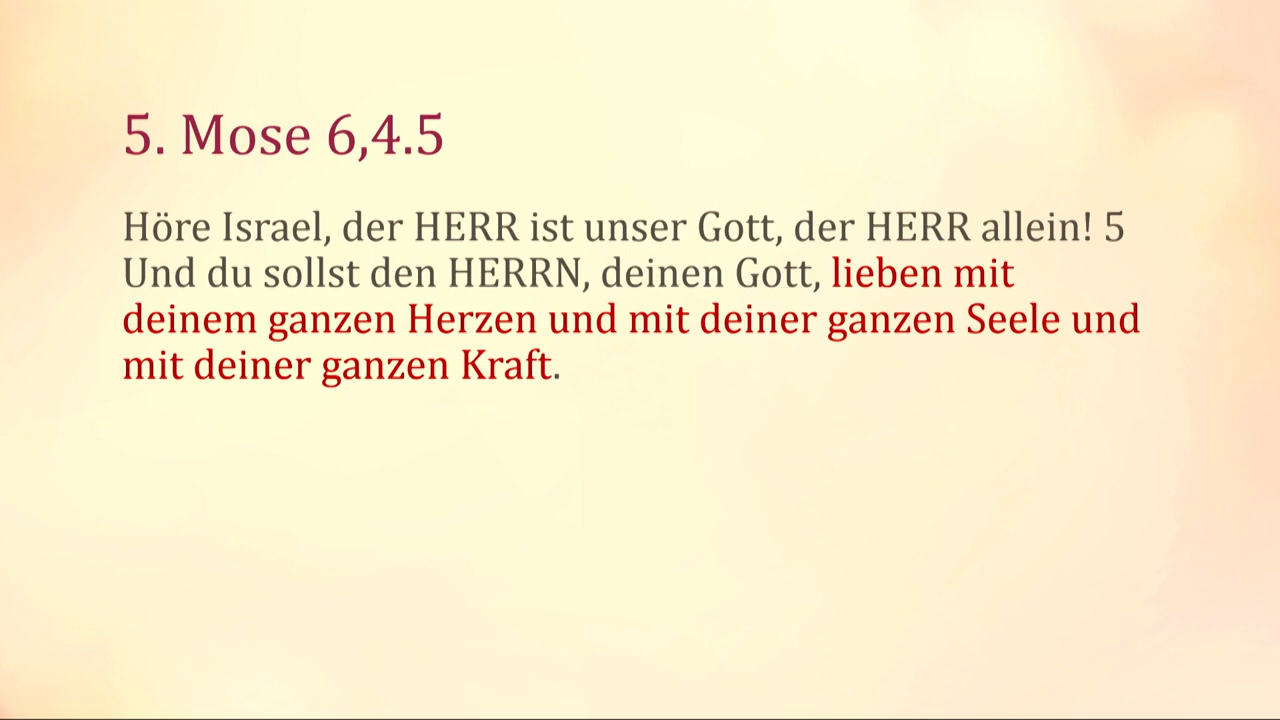 5. Mose 6,4.5
Höre Israel, der HERR ist unser Gott, der HERR allein! 5
Und du sollst den HERRN, deinen Gott, lieben mit
deinem ganzen Herzen und mit deiner ganzen Seele und
mit deiner ganzen Kraft.